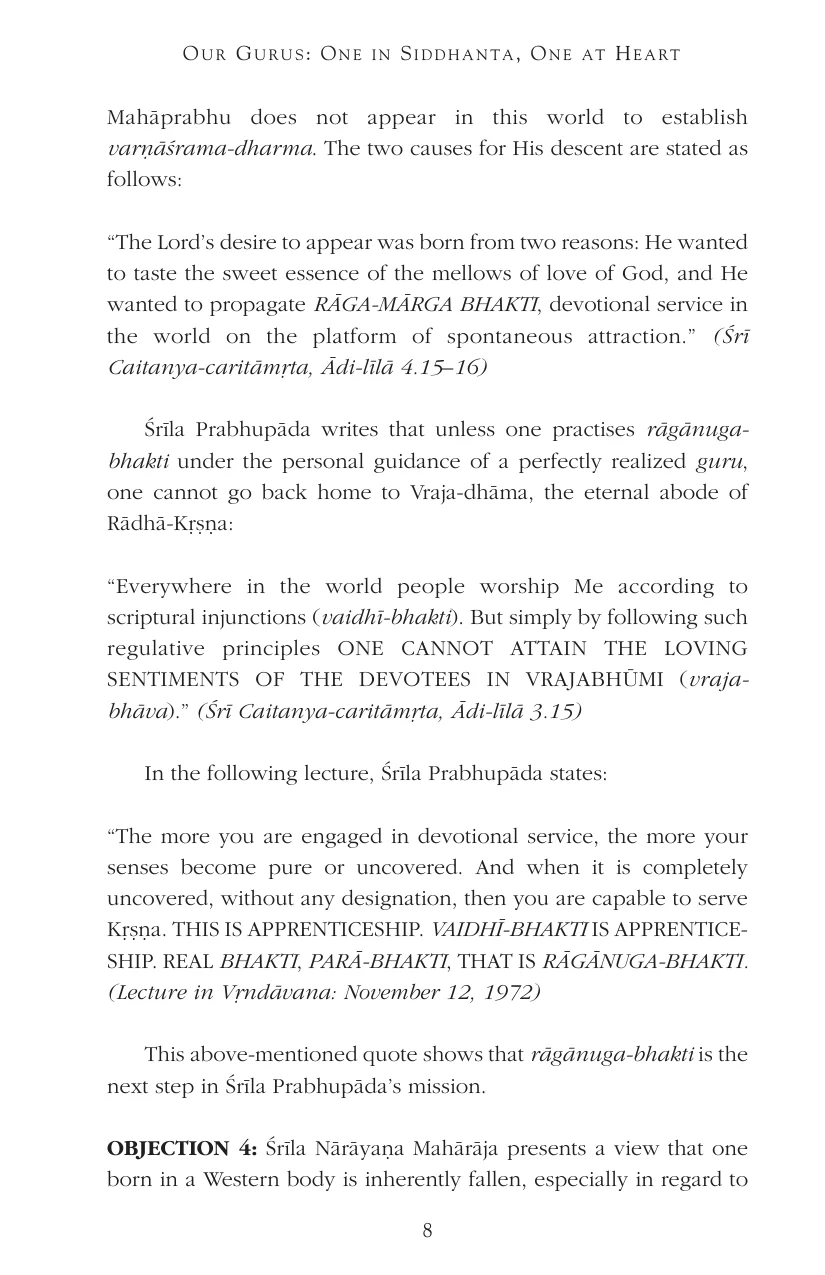 OUR GURUS: ONE IN SIDDHANTA, ONE AT HEART
Mahāprabhu does not appear in this world to establish
varṇāśrama-dharma. The two causes for His descent are stated as
follows:
“The Lord’s desire to appear was born from two reasons: He wanted
to taste the sweet essence of the mellows of love of God, and He
wanted to propagate RĀGA-MĀRGA BHAKTI, devotional service in
the world on the platform of spontaneous attraction.” (Śrī
Caitanya-caritāmṛta, Ādi-līlā 4.15–16)
Śrīla Prabhupāda writes that unless one practises rāgānuga-
bhakti under the personal guidance of a perfectly realized guru,
one cannot go back home to Vraja-dhāma, the eternal abode of
Rādhā-Kṛṣṇa:
“Everywhere in the world people worship Me according to
scriptural injunctions (vaidhī-bhakti). But simply by following such
regulative principles ONE CANNOT ATTAIN THE LOVING
SENTIMENTS OF THE DEVOTEES IN VRAJABHŪMI (vraja-
bhāva).” (Śrī Caitanya-caritāmṛta, Ādi-līlā 3.15)
In the following lecture, Śrīla Prabhupāda states:
“The more you are engaged in devotional service, the more your
senses become pure or uncovered. And when it is completely
uncovered, without any designation, then you are capable to serve
Kṛṣṇa. THIS IS APPRENTICESHIP. VAIDHĪ-BHAKTI IS APPRENTICE-
SHIP. REAL BHAKTI, PARĀ-BHAKTI, THAT IS RĀGĀNUGA-BHAKTI.
(Lecture in Vṛndāvana: November 12, 1972)
This above-mentioned quote shows that rāgānuga-bhakti is the
next step in Śrīla Prabhupāda’s mission.
OBJECTION 4: Śrīla Nārāyaṇa Mahārāja presents a view that one
born in a Western body is inherently fallen, especially in regard to
8